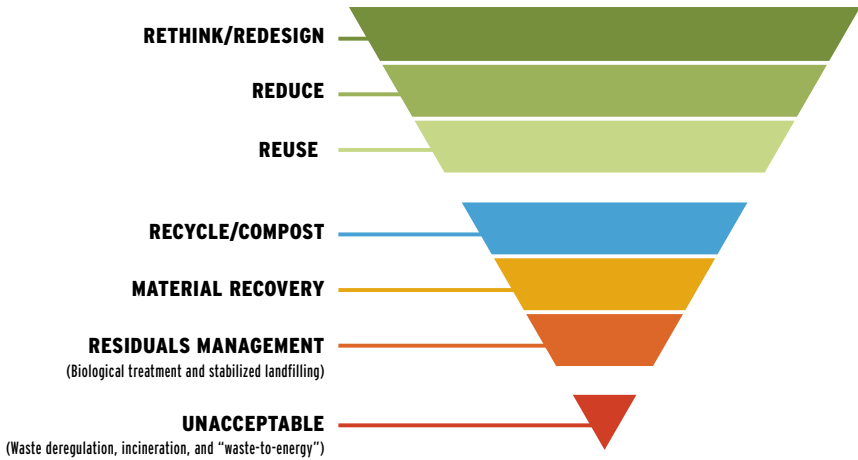 RETHINK/REDESIGN
REDUCE
REUSE
RECYCLE/COMPOST
MATERIAL RECOVERY
RESIDUALS MANAGEMENT
(Biological treatment and stabilized landfilling)
UNACCEPTABLE
(Waste deregulation, incineration, and “waste-to-energy”)